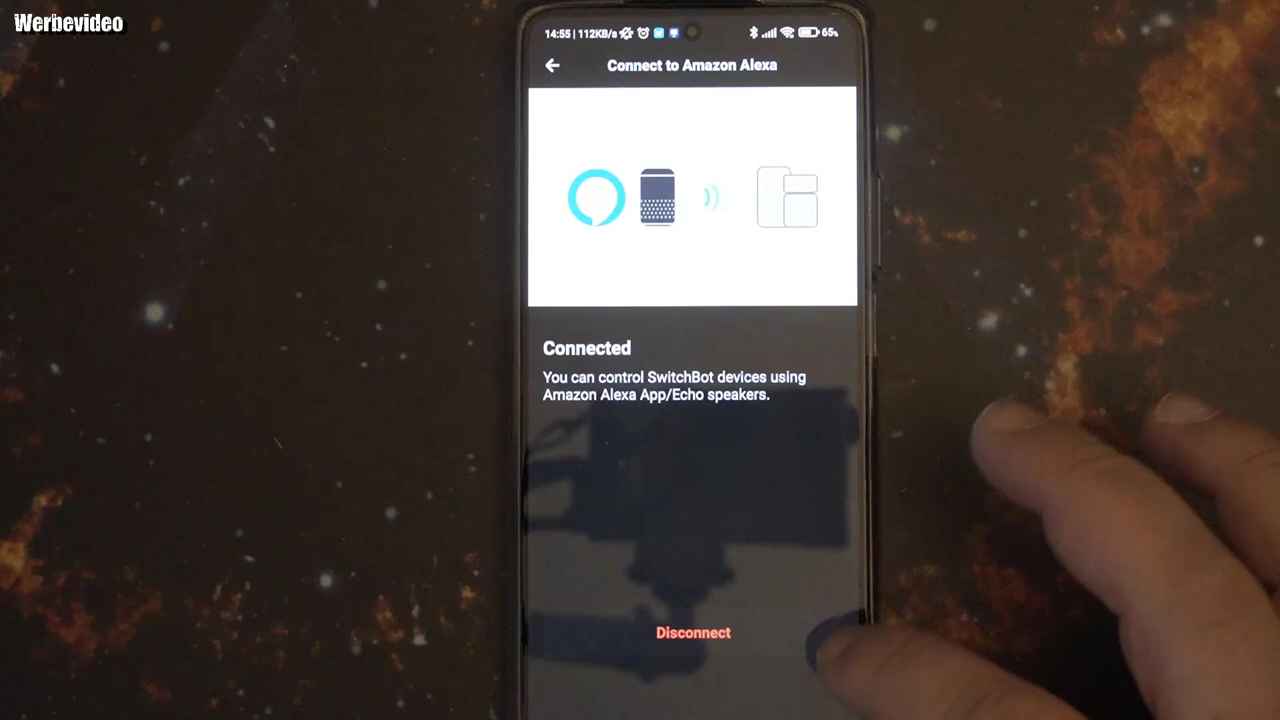 Werbevideo
14:55 | 112KB/s 65%
Connect to Amazon Alexa
Connected
You can control SwitchBot devices using
Amazon Alexa App/Echo speakers.
Disconnect